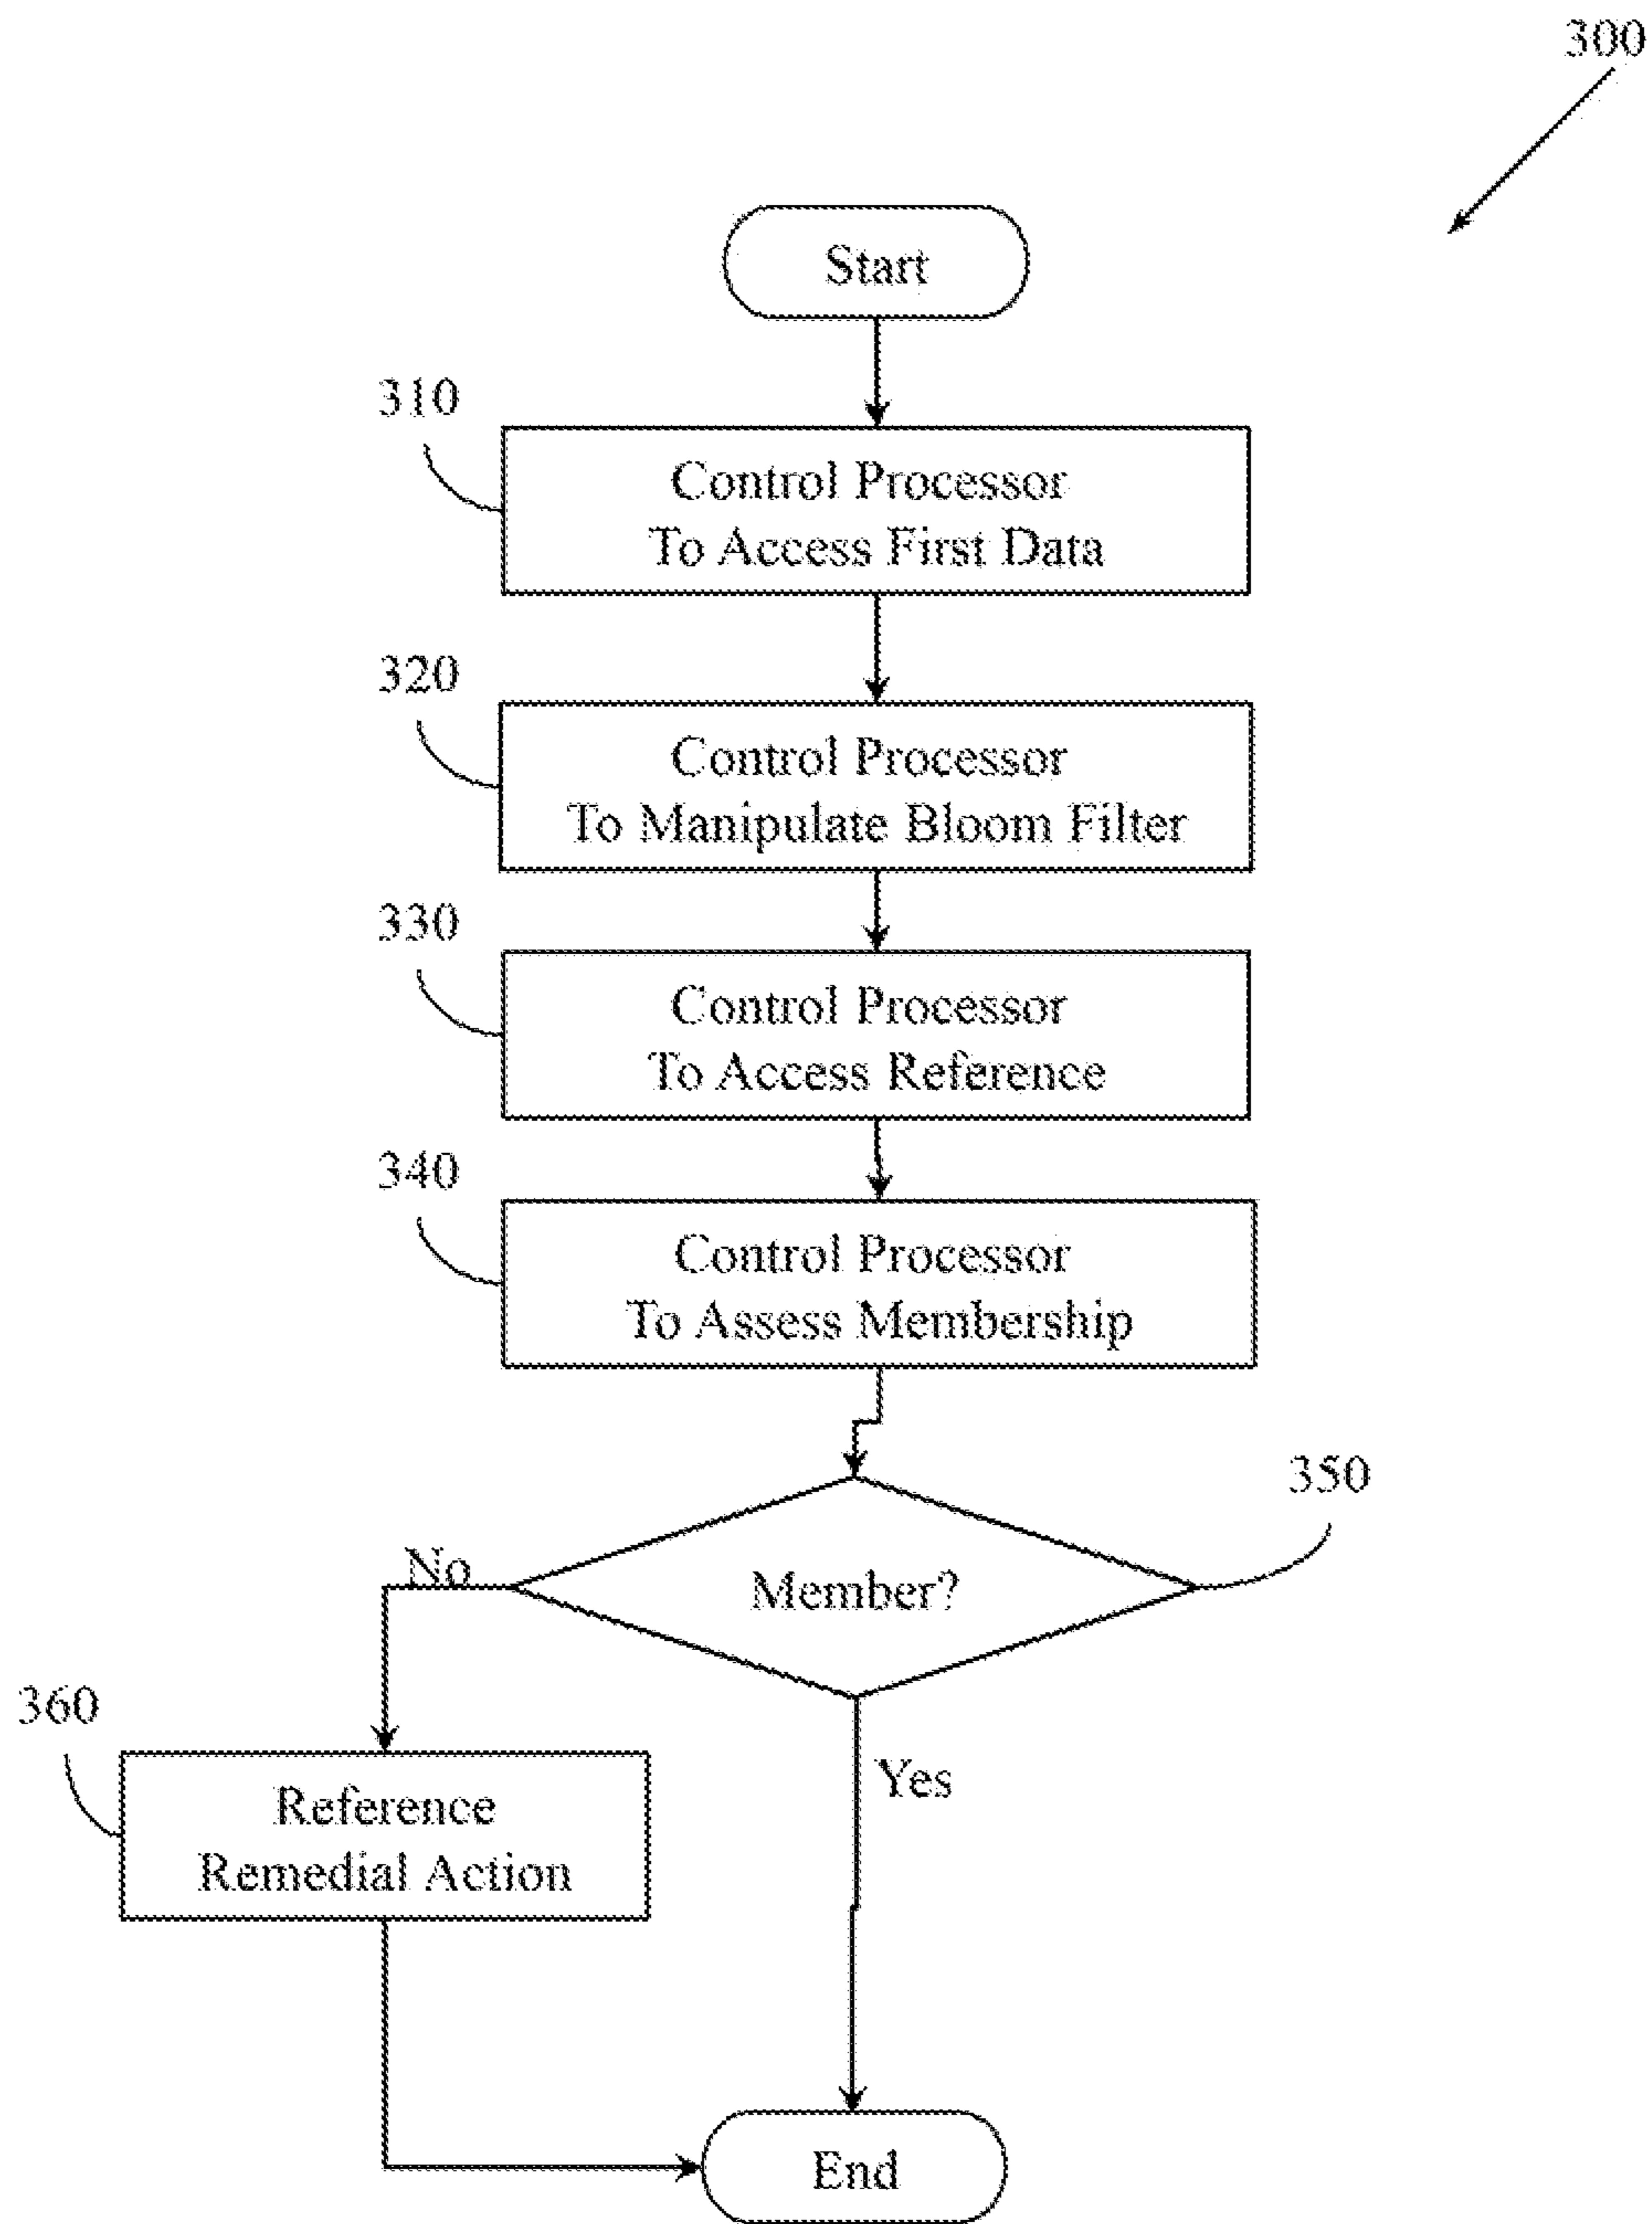 300
Start
310
Control Processor
To Access First Data
320
Control Processor
To Manipulate Bloom Filter
330
Control Processor
To Access Reference
340
Control Processor
To Assess Membership
350
Member?
No
Yes
360
Reference
Remedial Action
End